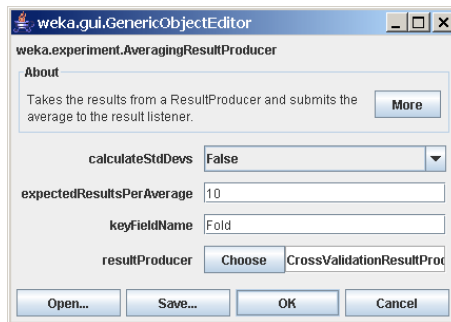 weka.gui.GenericObjectEditor
weka.experiment.AveragingResultProducer
About
Takes the results from a ResultProducer and submits the
average to the result listener.
More
calculateStdDevs False
expectedResultsPerAverage 10
keyFieldName Fold
resultProducer Choose CrossValidationResultProd
Open... Save... OK Cancel